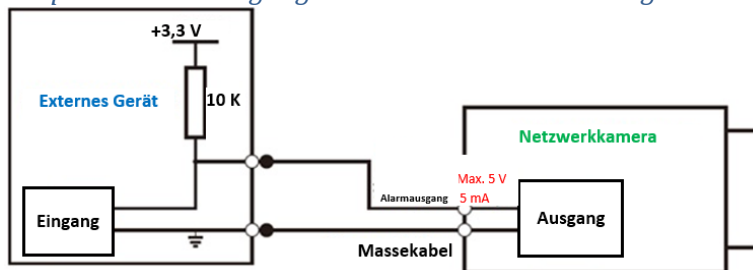 +3,3 V
Externes Gerät
10 K
Netzwerkkamera
Max. 5 V
Alarmausgang
5 mA
Eingang
Ausgang
Massekabel